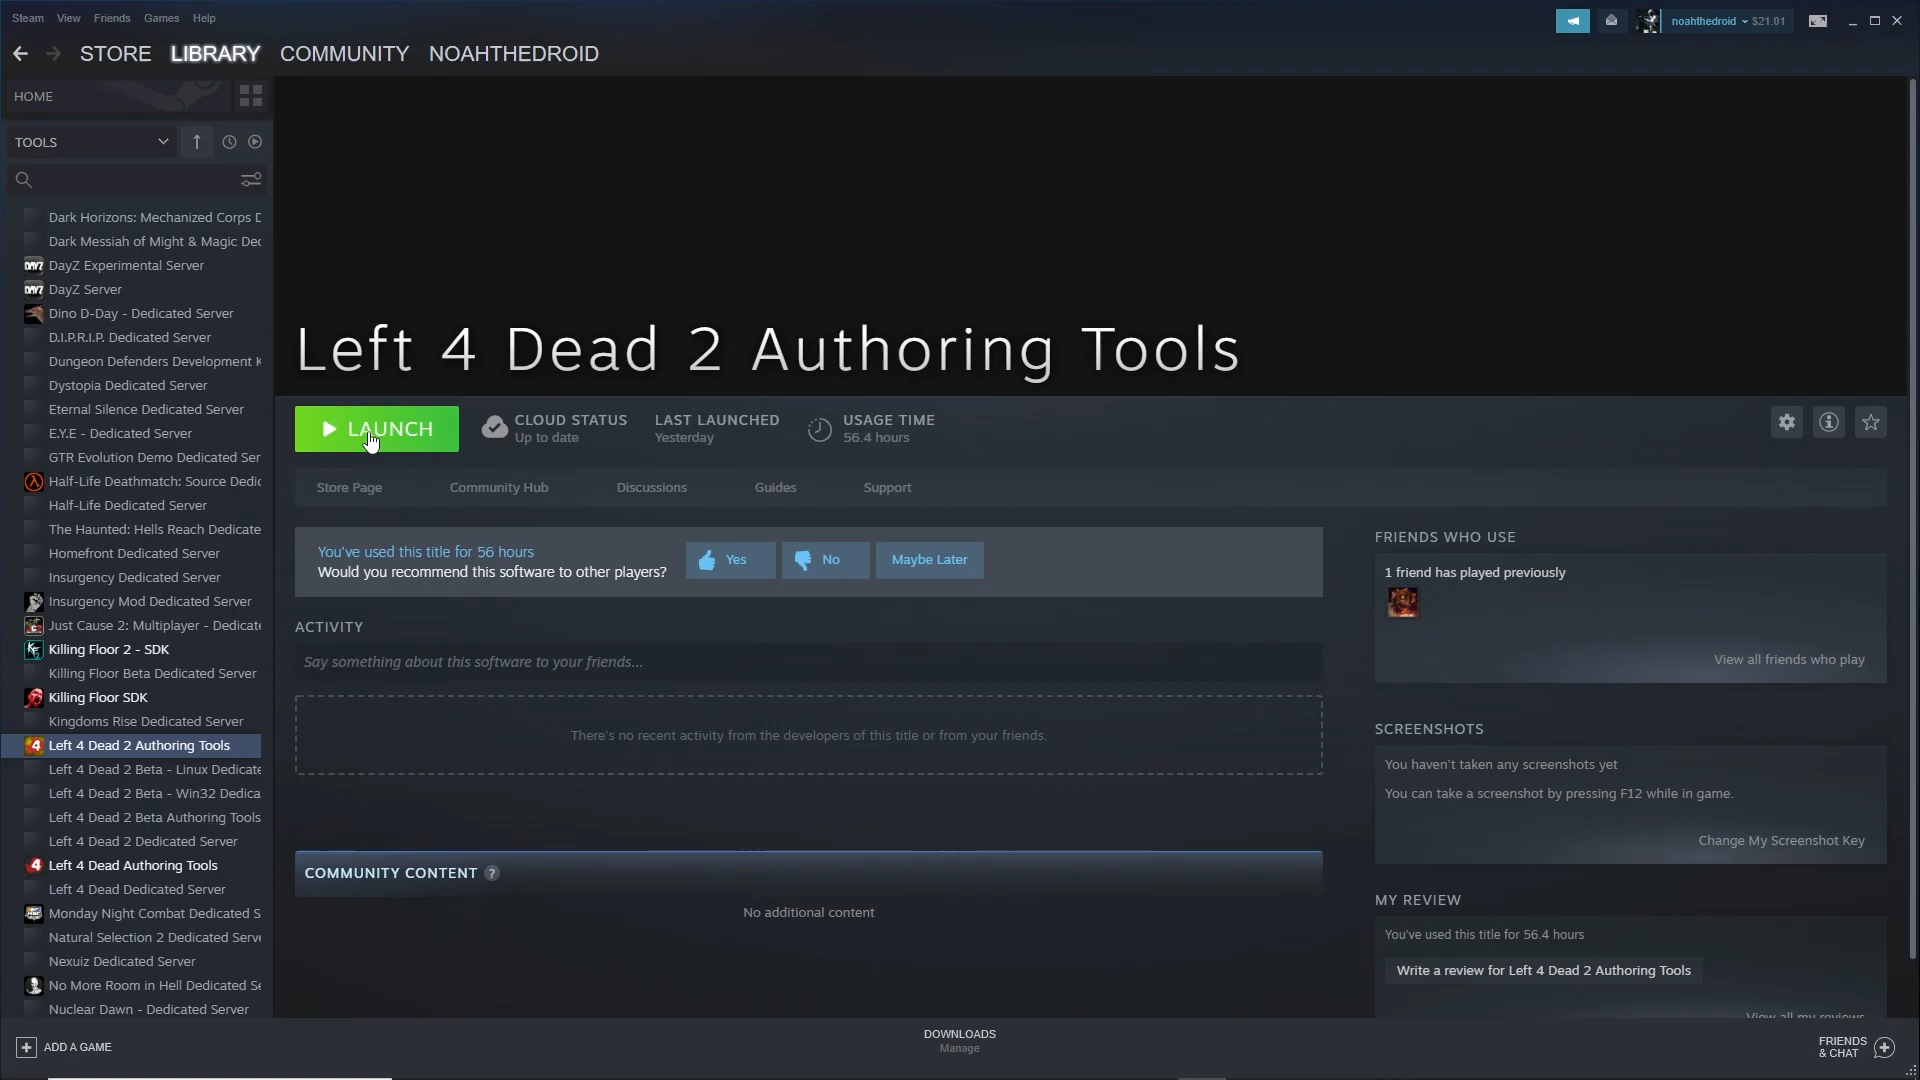 Steam View Friends Games Help
noahthedroid $21.01
STORE LIBRARY COMMUNITY NOAHTHEDROID
HOME
TOOLS
Dark Horizons: Mechanized Corps D
Dark Messiah of Might & Magic Dec
DayZ Experimental Server
DayZ Server
Dino D-Day - Dedicated Server
D.I.P.R.I.P. Dedicated Server
Dungeon Defenders Development K
Dystopia Dedicated Server
Eternal Silence Dedicated Server
E.Y.E - Dedicated Server
GTR Evolution Demo Dedicated Ser
Half-Life Deathmatch: Source Dedic
Half-Life Dedicated Server
The Haunted: Hells Reach Dedicate
Homefront Dedicated Server
Insurgency Dedicated Server
Insurgency Mod Dedicated Server
Just Cause 2: Multiplayer - Dedicate
Killing Floor 2 - SDK
Killing Floor Beta Dedicated Server
Killing Floor SDK
Kingdoms Rise Dedicated Server
Left 4 Dead 2 Authoring Tools
Left 4 Dead 2 Beta - Linux Dedicate
Left 4 Dead 2 Beta - Win32 Dedica
Left 4 Dead 2 Beta Authoring Tools
Left 4 Dead 2 Dedicated Server
Left 4 Dead Authoring Tools
Left 4 Dead Dedicated Server
Monday Night Combat Dedicated S
Natural Selection 2 Dedicated Serve
Nexuiz Dedicated Server
No More Room in Hell Dedicated Se
Nuclear Dawn - Dedicated Server
Left 4 Dead 2 Authoring Tools
LAUNCH
CLOUD STATUS
Up to date
LAST LAUNCHED
Yesterday
USAGE TIME
56.4 hours
Store Page Community Hub Discussions Guides Support
You've used this title for 56 hours
Would you recommend this software to other players?
Yes No Maybe Later
ACTIVITY
Say something about this software to your friends...
There's no recent activity from the developers of this title or from your friends.
COMMUNITY CONTENT ?
No additional content
FRIENDS WHO USE
1 friend has played previously
View all friends who play
SCREENSHOTS
You haven't taken any screenshots yet
You can take a screenshot by pressing F12 while in game.
Change My Screenshot Key
MY REVIEW
You've used this title for 56.4 hours
Write a review for Left 4 Dead 2 Authoring Tools
View all my reviews
ADD A GAME
DOWNLOADS
Manage
FRIENDS
& CHAT